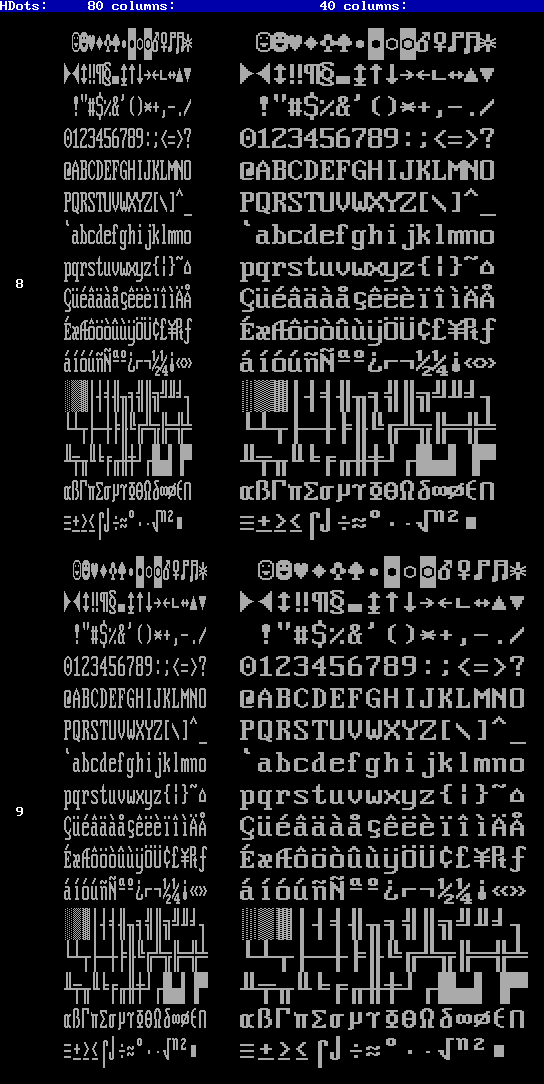 HDots: 80 columns: 40 columns:
☺☻♥♦♣♠•◘○◙♂♀♪♫☼ ☺☻♥♦♣♠•◘○◙♂♀♪♫☼
►◄↕‼¶§▬↨↑↓→←∟↔▲▼ ►◄↕‼¶§▬↨↑↓→←∟↔▲▼
!"#$%&'()*+,-./ !"#$%&'()*+,-./
0123456789:;<=>? 0123456789:;<=>?
@ABCDEFGHIJKLMNO @ABCDEFGHIJKLMNO
PQRSTUVWXYZ[\]^_ PQRSTUVWXYZ[\]^_
`abcdefghijklmno `abcdefghijklmno
pqrstuvwxyz{|}~⌂ pqrstuvwxyz{|}~⌂
8
ÇüéâäàåçêëèïîìÄÅ ÇüéâäàåçêëèïîìÄÅ
ÉæÆôöòûùÿÖÜ¢£¥₧ƒ ÉæÆôöòûùÿÖÜ¢£¥₧ƒ
áíóúñÑªº¿⌐¬½¼¡«» áíóúñÑªº¿⌐¬½¼¡«»
░▒▓│┤╡╢╖╕╣║╗╝╜╛┐ ░▒▓│┤╡╢╖╕╣║╗╝╜╛┐
└┴┬├─┼╞╟╚╔╩╦╠═╬╧ └┴┬├─┼╞╟╚╔╩╦╠═╬╧
╨╤╥╙╘╒╓╫╪┘┌█▄▌▐▀ ╨╤╥╙╘╒╓╫╪┘┌█▄▌▐▀
αßΓπΣσµτΦΘΩδ∞φε∩ αßΓπΣσµτΦΘΩδ∞φε∩
≡±≥≤⌠⌡÷≈°∙·√ⁿ²■ ≡±≥≤⌠⌡÷≈°∙·√ⁿ²■
☺☻♥♦♣♠•◘○◙♂♀♪♫☼ ☺☻♥♦♣♠•◘○◙♂♀♪♫☼
►◄↕‼¶§▬↨↑↓→←∟↔▲▼ ►◄↕‼¶§▬↨↑↓→←∟↔▲▼
!"#$%&'()*+,-./ !"#$%&'()*+,-./
0123456789:;<=>? 0123456789:;<=>?
@ABCDEFGHIJKLMNO @ABCDEFGHIJKLMNO
PQRSTUVWXYZ[\]^_ PQRSTUVWXYZ[\]^_
`abcdefghijklmno `abcdefghijklmno
pqrstuvwxyz{|}~⌂ pqrstuvwxyz{|}~⌂
9
ÇüéâäàåçêëèïîìÄÅ ÇüéâäàåçêëèïîìÄÅ
ÉæÆôöòûùÿÖÜ¢£¥₧ƒ ÉæÆôöòûùÿÖÜ¢£¥₧ƒ
áíóúñÑªº¿⌐¬½¼¡«» áíóúñÑªº¿⌐¬½¼¡«»
░▒▓│┤╡╢╖╕╣║╗╝╜╛┐ ░▒▓│┤╡╢╖╕╣║╗╝╜╛┐
└┴┬├─┼╞╟╚╔╩╦╠═╬╧ └┴┬├─┼╞╟╚╔╩╦╠═╬╧
╨╤╥╙╘╒╓╫╪┘┌█▄▌▐▀ ╨╤╥╙╘╒╓╫╪┘┌█▄▌▐▀
αßΓπΣσµτΦΘΩδ∞φε∩ αßΓπΣσµτΦΘΩδ∞φε∩
≡±≥≤⌠⌡÷≈°∙·√ⁿ²■ ≡±≥≤⌠⌡÷≈°∙·√ⁿ²■